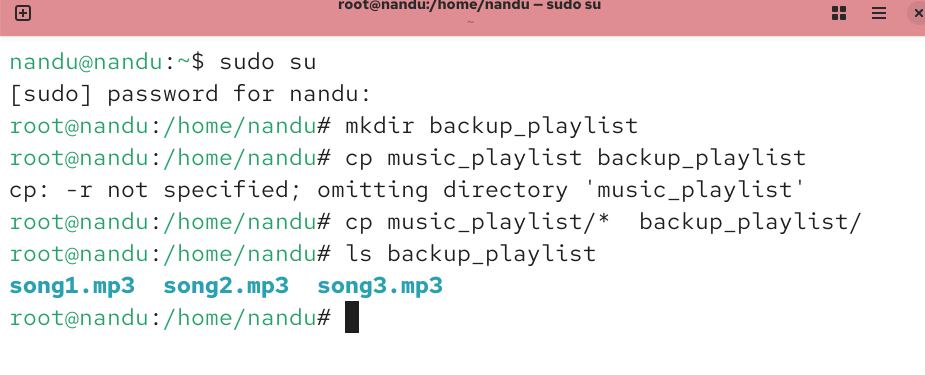 root@nandu:/home/nandu — sudo su
~
nandu@nandu:~$ sudo su
[sudo] password for nandu:
root@nandu:/home/nandu# mkdir backup_playlist
root@nandu:/home/nandu# cp music_playlist backup_playlist
cp: -r not specified; omitting directory 'music_playlist'
root@nandu:/home/nandu# cp music_playlist/*  backup_playlist/
root@nandu:/home/nandu# ls backup_playlist
song1.mp3  song2.mp3  song3.mp3
root@nandu:/home/nandu#